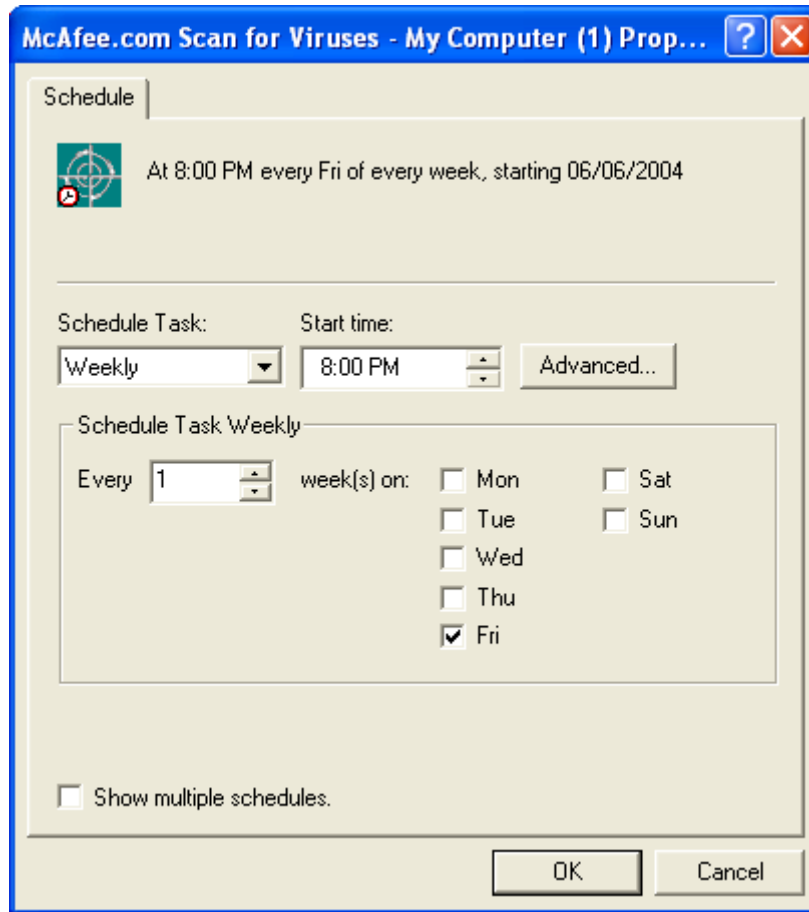 McAfee.com Scan for Viruses - My Computer (1) Prop... ?
Schedule
At 8:00 PM every Fri of every week, starting 06/06/2004
Schedule Task: Start time:
Weekly 8:00 PM Advanced...
Schedule Task Weekly
Every 1 week(s) on: Mon Sat
Tue Sun
Wed
Thu
Fri
Show multiple schedules.
OK Cancel